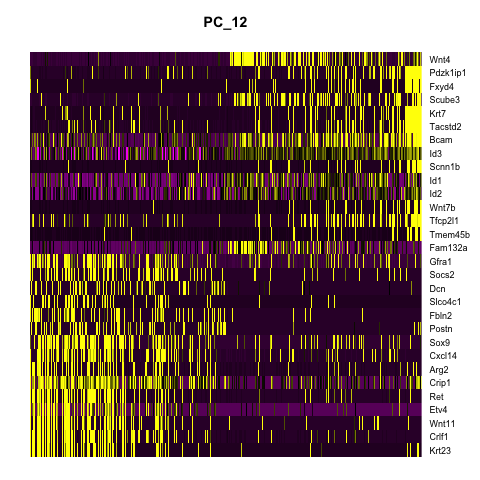 PC_12
Wnt4
Pdzk1ip1
Fxyd4
Scube3
Krt7
Tacstd2
Bcam
Id3
Scnn1b
Id1
Id2
Wnt7b
Tfcp2l1
Tmem45b
Fam132a
Gfra1
Socs2
Dcn
Slco4c1
Fbln2
Postn
Sox9
Cxcl14
Arg2
Crip1
Ret
Etv4
Wnt11
Crlf1
Krt23